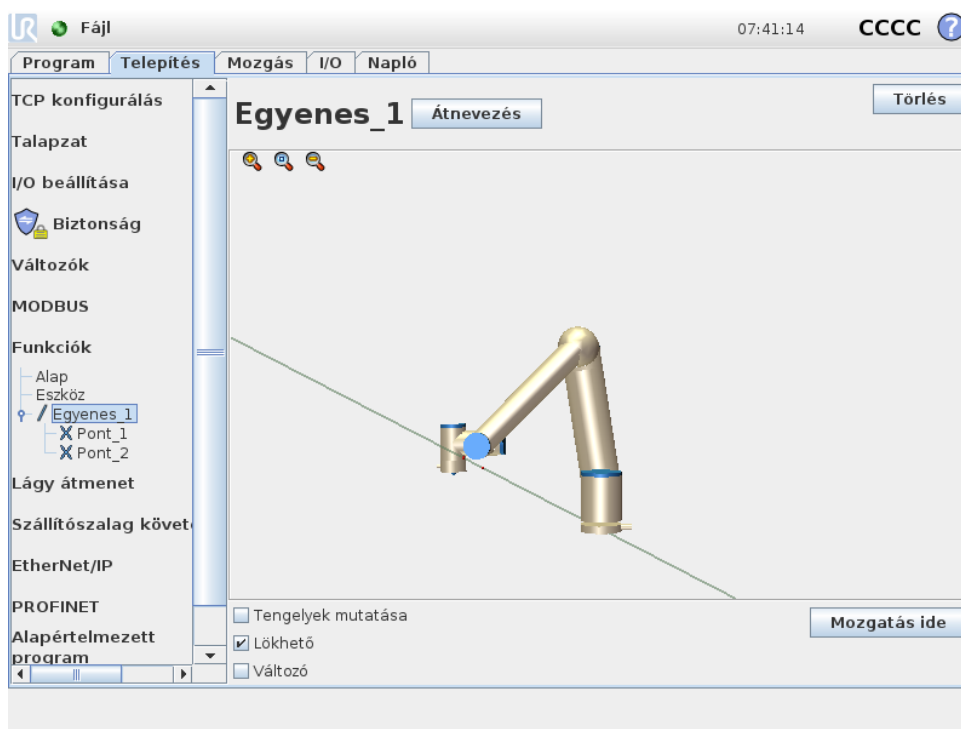 UR Fájl 07:41:14 CCCC ?
Program Telepítés Mozgás I/O Napló
TCP konfigurálás
Talapzat
I/O beállítása
Biztonság
Változók
MODBUS
Funkciók
Alap
Eszköz
Egyenes_1
Pont_1
Pont_2
Lágy átmenet
Szállítószalag követ
EtherNet/IP
PROFINET
Alapértelmezett
program
Egyenes_1 Átnevezés Törlés
Tengelyek mutatása
Lökhető
Változó
Mozgatás ide